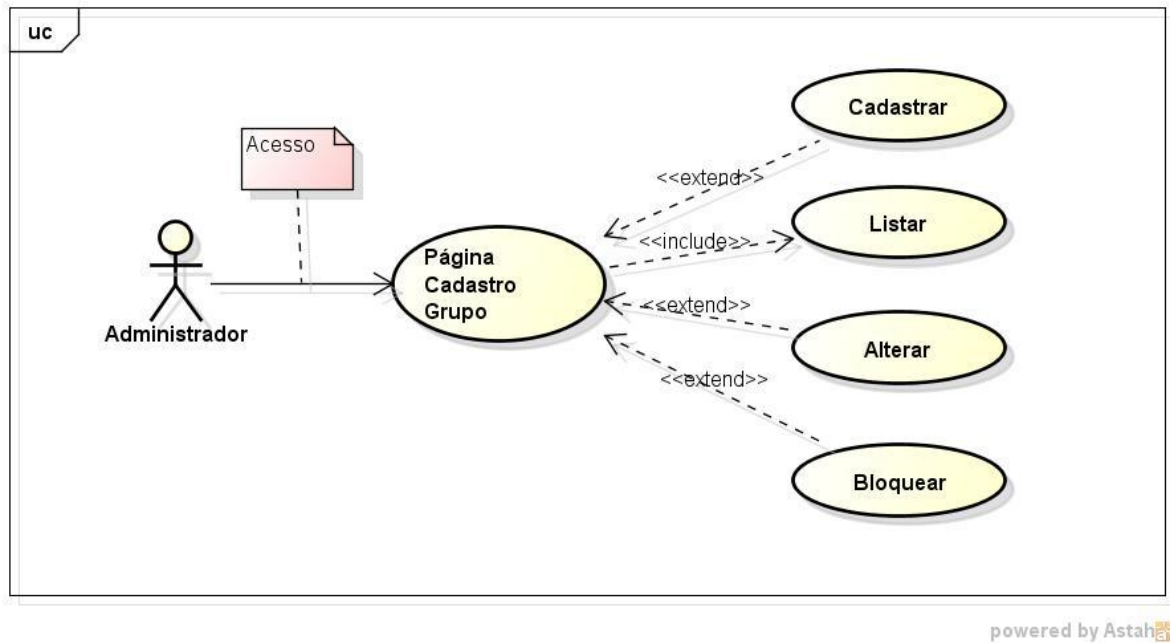 uc
Acesso
Administrador
Página
Cadastro
Grupo
<<extend>>
<<include>>
<<extend>>
<<extend>>
Cadastrar
Listar
Alterar
Bloquear
powered by Astah